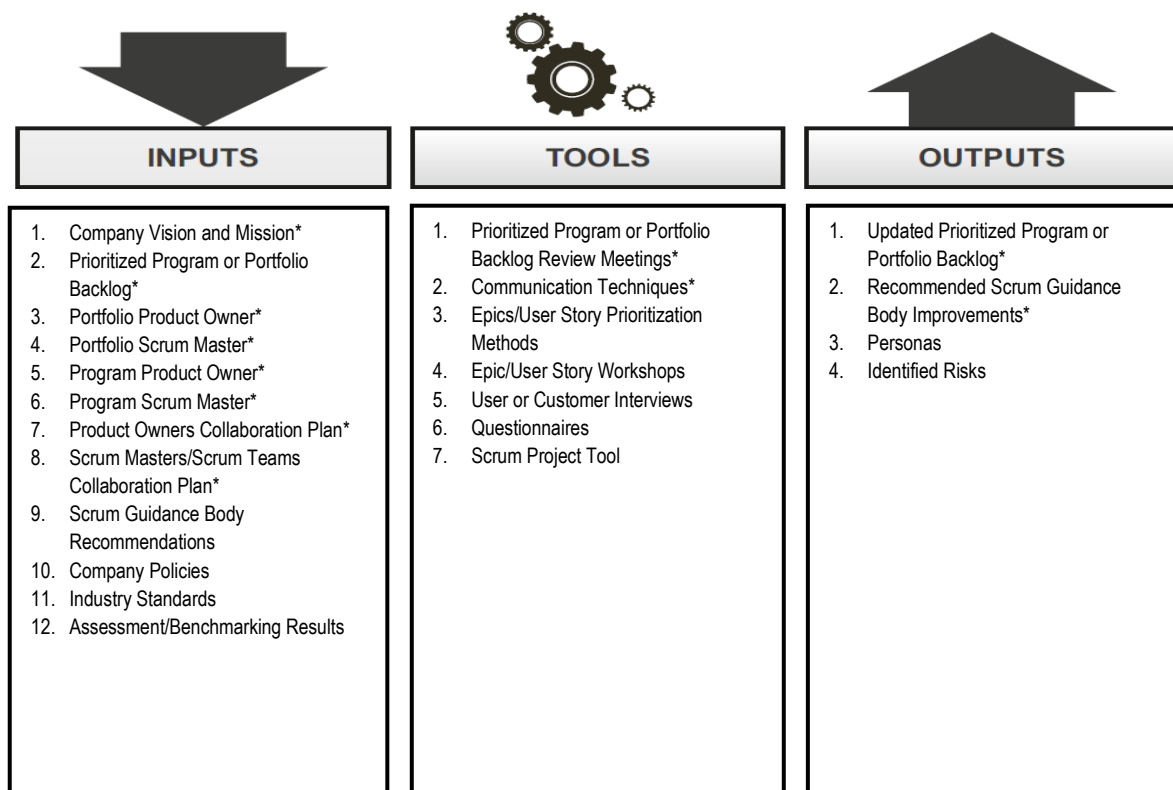 INPUTS
1. Company Vision and Mission*
2. Prioritized Program or Portfolio
Backlog*
3. Portfolio Product Owner*
4. Portfolio Scrum Master*
5. Program Product Owner*
6. Program Scrum Master*
7. Product Owners Collaboration Plan*
8. Scrum Masters/Scrum Teams
Collaboration Plan*
9. Scrum Guidance Body
Recommendations
10. Company Policies
11. Industry Standards
12. Assessment/Benchmarking Results
TOOLS
1. Prioritized Program or Portfolio
Backlog Review Meetings*
2. Communication Techniques*
3. Epics/User Story Prioritization
Methods
4. Epic/User Story Workshops
5. User or Customer Interviews
6. Questionnaires
7. Scrum Project Tool
OUTPUTS
1. Updated Prioritized Program or
Portfolio Backlog*
2. Recommended Scrum Guidance
Body Improvements*
3. Personas
4. Identified Risks